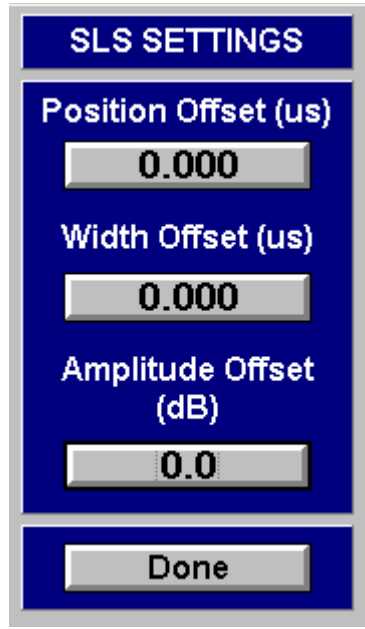 SLS SETTINGS
Position Offset (us)
0.000
Width Offset (us)
0.000
Amplitude Offset
(dB)
0.0
Done